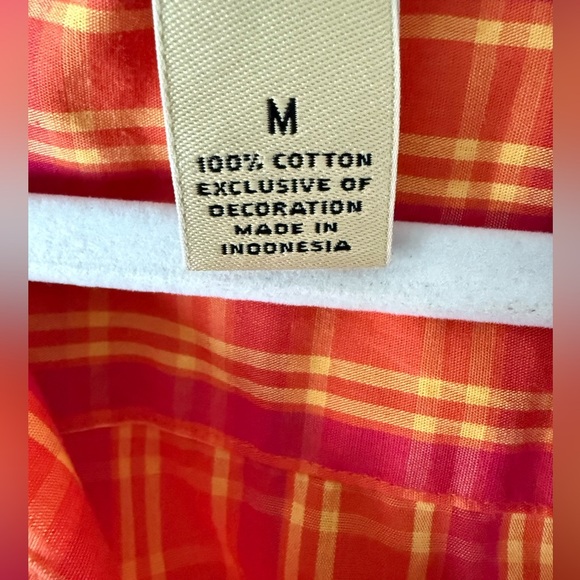 M
100% COTTON
EXCLUSIVE OF
DECORATION
MADE IN
INDONESIA